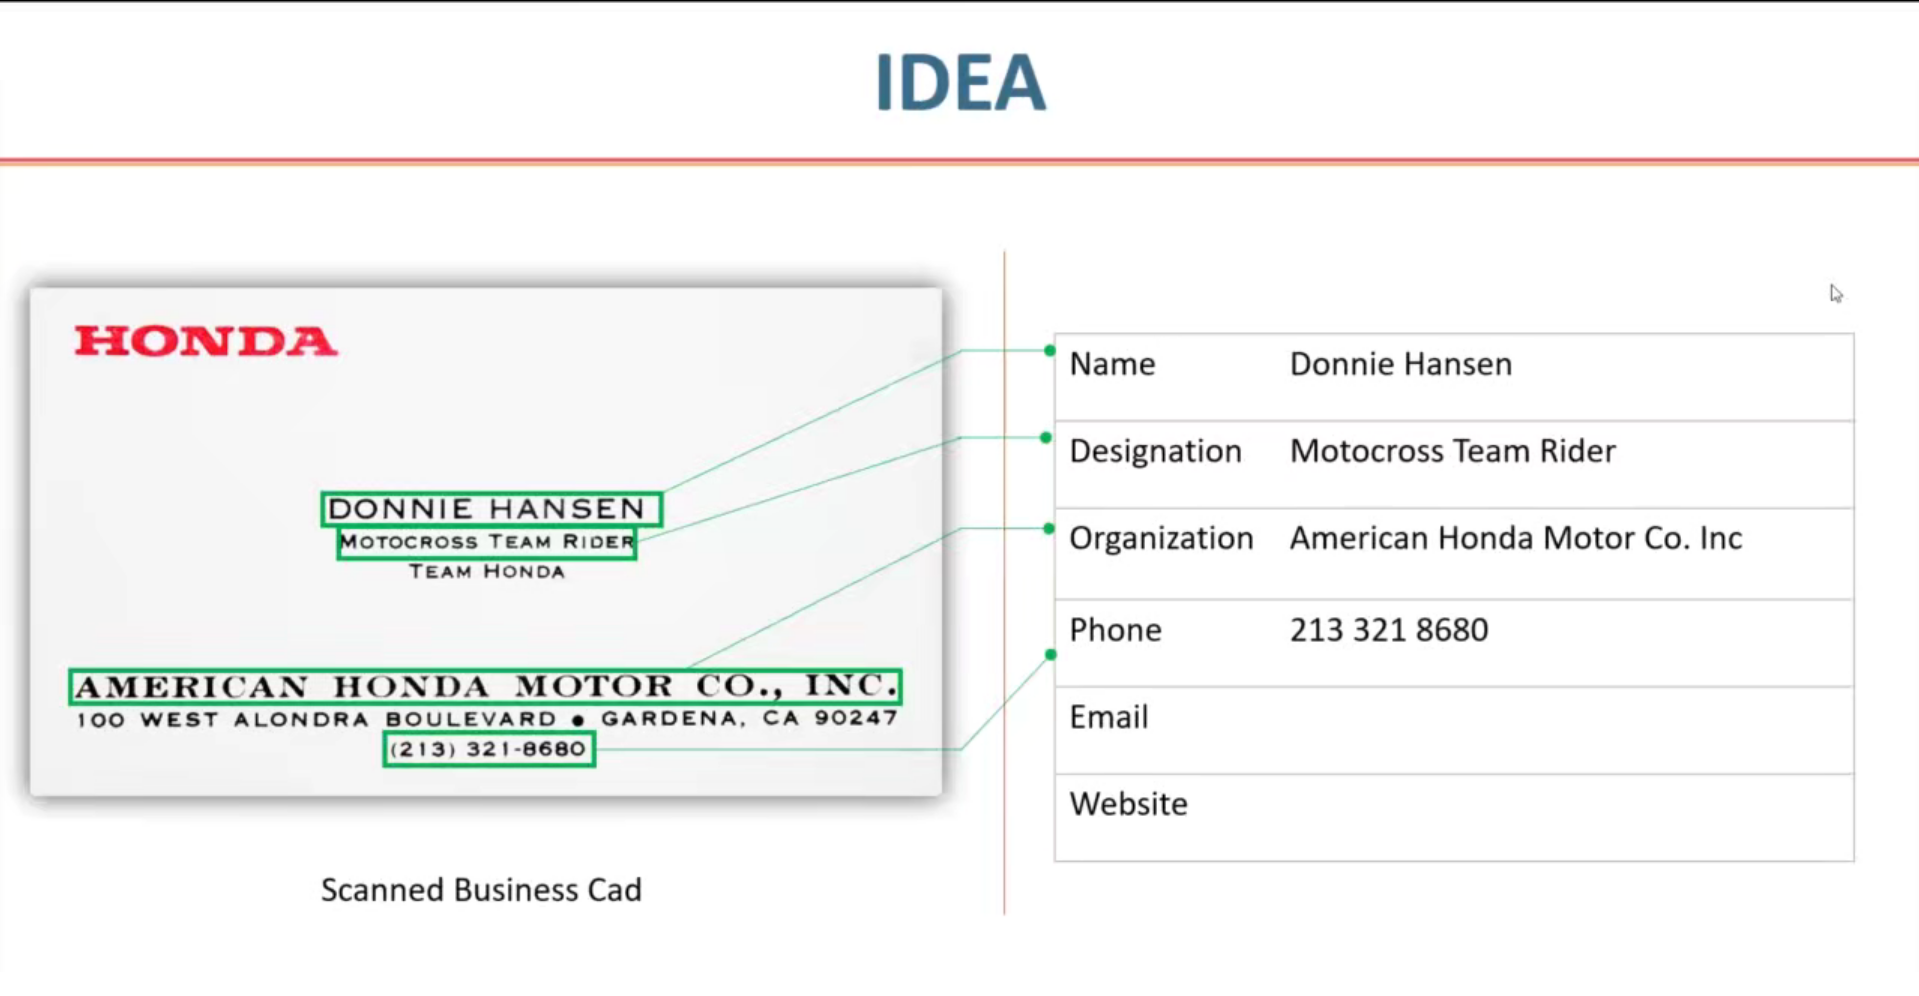 IDEA
HONDA
DONNIE HANSEN
MOTOCROSS TEAM RIDER
TEAM HONDA
AMERICAN HONDA MOTOR CO., INC.
100 WEST ALONDRA BOULEVARD ● GARDENA, CA 90247
(213) 321-8680
Scanned Business Cad
Name Donnie Hansen
Designation Motocross Team Rider
Organization American Honda Motor Co. Inc
Phone 213 321 8680
Email
Website